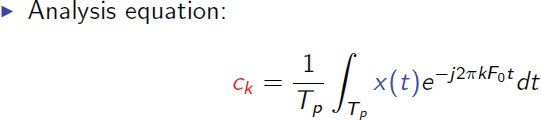 ▶ Analysis equation:
c_k = \frac{1}{T_p} \int_{T_p} x(t) e^{-j2\pi k F_0 t} dt